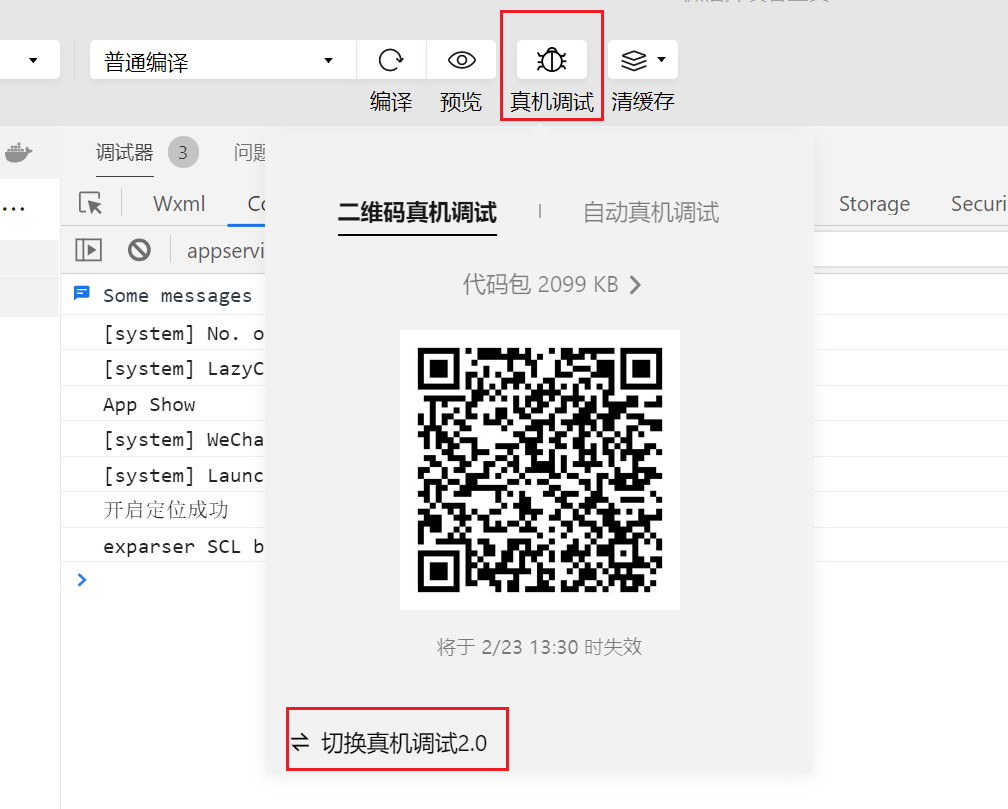 普通编译
编译 预览 真机调试 清缓存
调试器 3 问题
Wxml Co Storage Securi
appservi
二维码真机调试 自动真机调试
代码包 2099 KB
Some messages
[system] No. o
[system] LazyC
App Show
[system] WeCha
[system] Launc
开启定位成功
exparser SCL b
将于 2/23 13:30 时失效
切换真机调试2.0